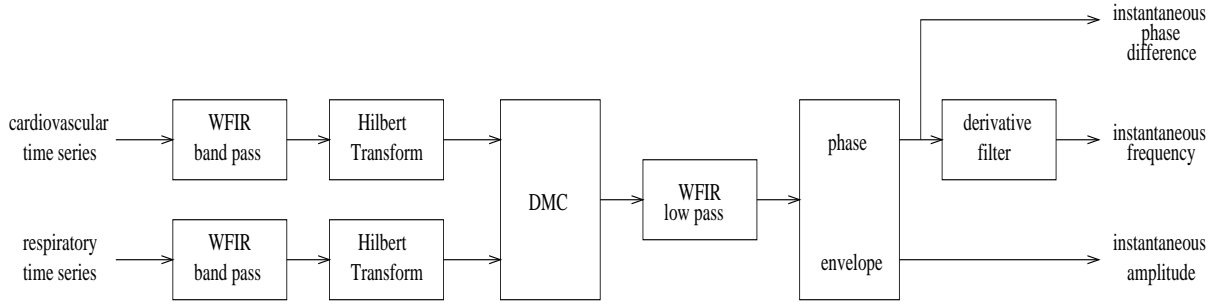 instantaneous
phase
difference
cardiovascular
time series
WFIR
band pass
Hilbert
Transform
DMC
WFIR
low pass
phase
derivative
filter
instantaneous
frequency
respiratory
time series
WFIR
band pass
Hilbert
Transform
envelope
instantaneous
amplitude